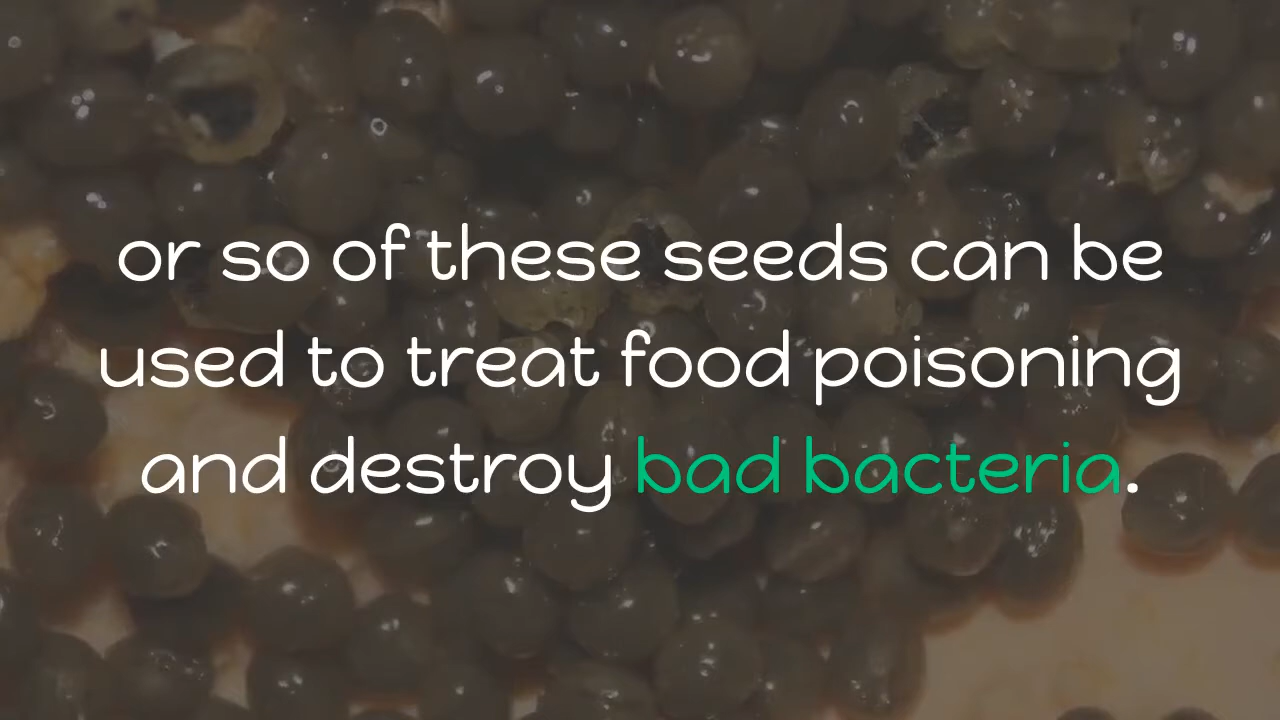 or so of these seeds can be
used to treat food poisoning
and destroy bad bacteria.